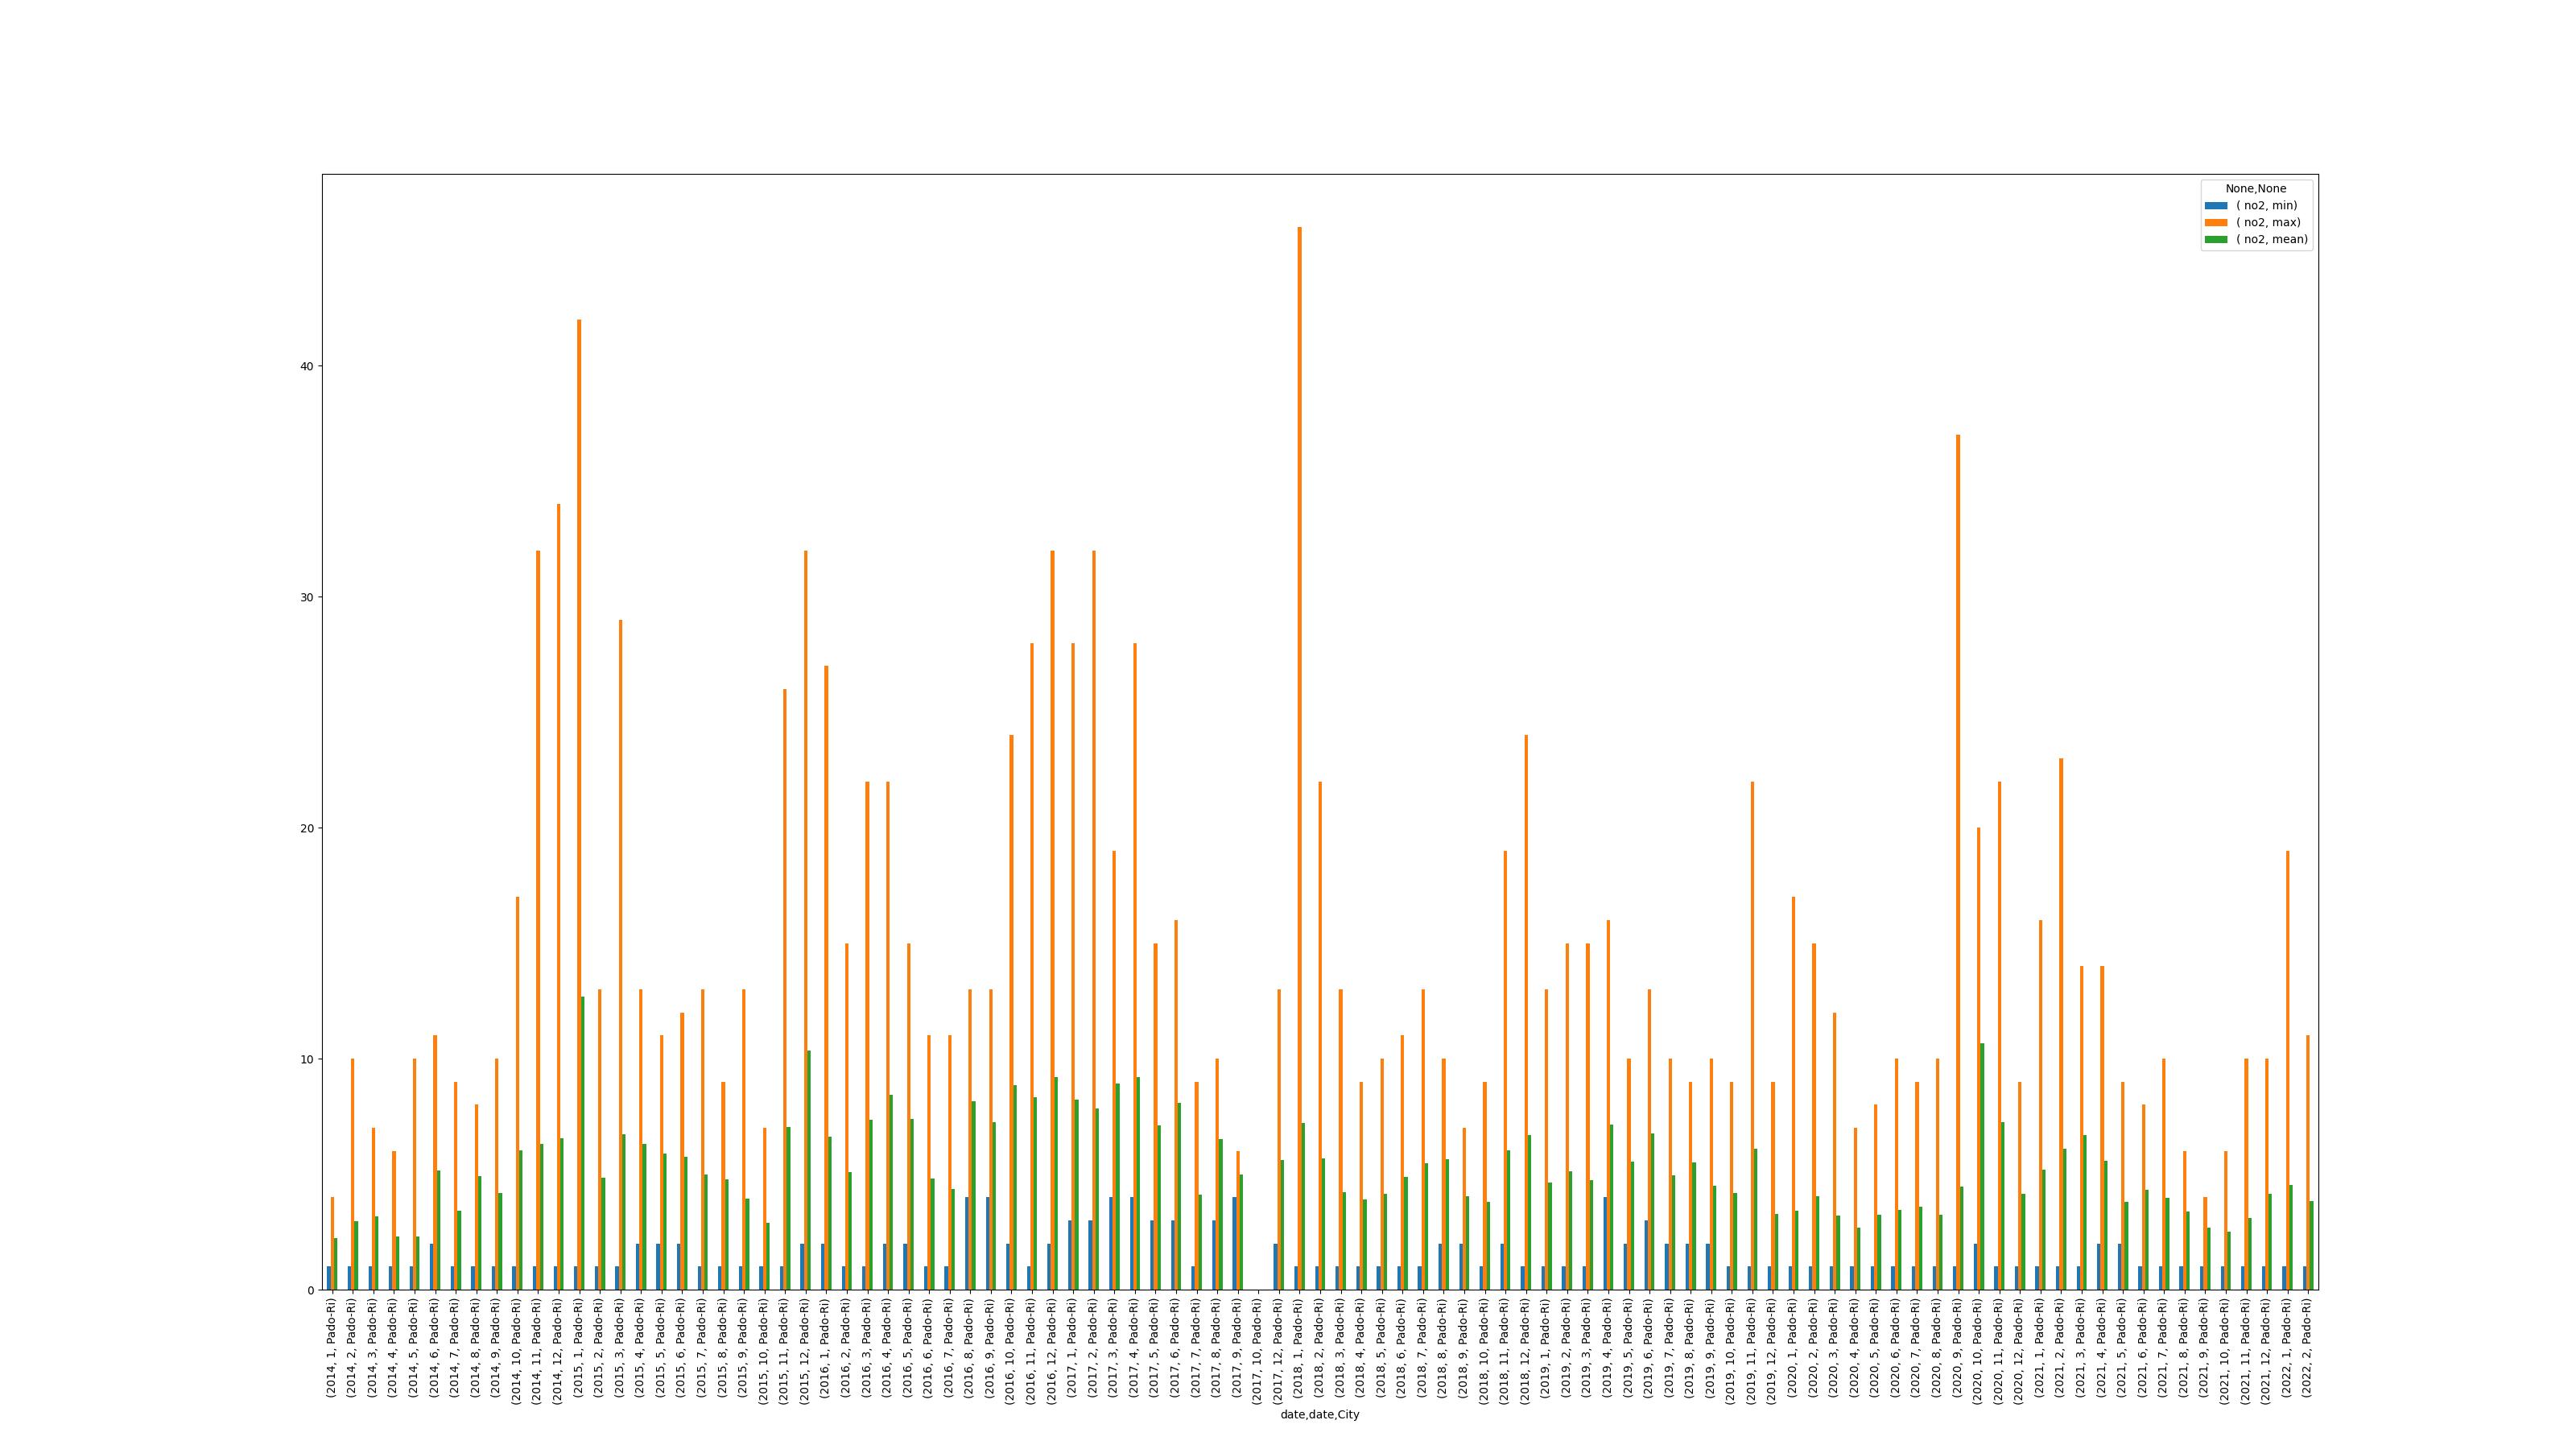 None,None
( no2, min)
( no2, max)
( no2, mean)
40
30
20
10
0
(2014, 1, Pado-Ri)
(2014, 2, Pado-Ri)
(2014, 3, Pado-Ri)
(2014, 4, Pado-Ri)
(2014, 5, Pado-Ri)
(2014, 6, Pado-Ri)
(2014, 7, Pado-Ri)
(2014, 8, Pado-Ri)
(2014, 9, Pado-Ri)
(2014, 10, Pado-Ri)
(2014, 11, Pado-Ri)
(2014, 12, Pado-Ri)
(2015, 1, Pado-Ri)
(2015, 2, Pado-Ri)
(2015, 3, Pado-Ri)
(2015, 4, Pado-Ri)
(2015, 5, Pado-Ri)
(2015, 6, Pado-Ri)
(2015, 7, Pado-Ri)
(2015, 8, Pado-Ri)
(2015, 9, Pado-Ri)
(2015, 10, Pado-Ri)
(2015, 11, Pado-Ri)
(2015, 12, Pado-Ri)
(2016, 1, Pado-Ri)
(2016, 2, Pado-Ri)
(2016, 3, Pado-Ri)
(2016, 4, Pado-Ri)
(2016, 5, Pado-Ri)
(2016, 6, Pado-Ri)
(2016, 7, Pado-Ri)
(2016, 8, Pado-Ri)
(2016, 9, Pado-Ri)
(2016, 10, Pado-Ri)
(2016, 11, Pado-Ri)
(2016, 12, Pado-Ri)
(2017, 1, Pado-Ri)
(2017, 2, Pado-Ri)
(2017, 3, Pado-Ri)
(2017, 4, Pado-Ri)
(2017, 5, Pado-Ri)
(2017, 6, Pado-Ri)
(2017, 7, Pado-Ri)
(2017, 8, Pado-Ri)
(2017, 9, Pado-Ri)
(2017, 10, Pado-Ri)
(2017, 12, Pado-Ri)
(2018, 1, Pado-Ri)
(2018, 2, Pado-Ri)
(2018, 3, Pado-Ri)
(2018, 4, Pado-Ri)
(2018, 5, Pado-Ri)
(2018, 6, Pado-Ri)
(2018, 7, Pado-Ri)
(2018, 8, Pado-Ri)
(2018, 9, Pado-Ri)
(2018, 10, Pado-Ri)
(2018, 11, Pado-Ri)
(2018, 12, Pado-Ri)
(2019, 1, Pado-Ri)
(2019, 2, Pado-Ri)
(2019, 3, Pado-Ri)
(2019, 4, Pado-Ri)
(2019, 5, Pado-Ri)
(2019, 6, Pado-Ri)
(2019, 7, Pado-Ri)
(2019, 8, Pado-Ri)
(2019, 9, Pado-Ri)
(2019, 10, Pado-Ri)
(2019, 11, Pado-Ri)
(2019, 12, Pado-Ri)
(2020, 1, Pado-Ri)
(2020, 2, Pado-Ri)
(2020, 3, Pado-Ri)
(2020, 4, Pado-Ri)
(2020, 5, Pado-Ri)
(2020, 6, Pado-Ri)
(2020, 7, Pado-Ri)
(2020, 8, Pado-Ri)
(2020, 9, Pado-Ri)
(2020, 10, Pado-Ri)
(2020, 11, Pado-Ri)
(2020, 12, Pado-Ri)
(2021, 1, Pado-Ri)
(2021, 2, Pado-Ri)
(2021, 3, Pado-Ri)
(2021, 4, Pado-Ri)
(2021, 5, Pado-Ri)
(2021, 6, Pado-Ri)
(2021, 7, Pado-Ri)
(2021, 8, Pado-Ri)
(2021, 9, Pado-Ri)
(2021, 10, Pado-Ri)
(2021, 11, Pado-Ri)
(2021, 12, Pado-Ri)
(2022, 1, Pado-Ri)
(2022, 2, Pado-Ri)
date,date,City